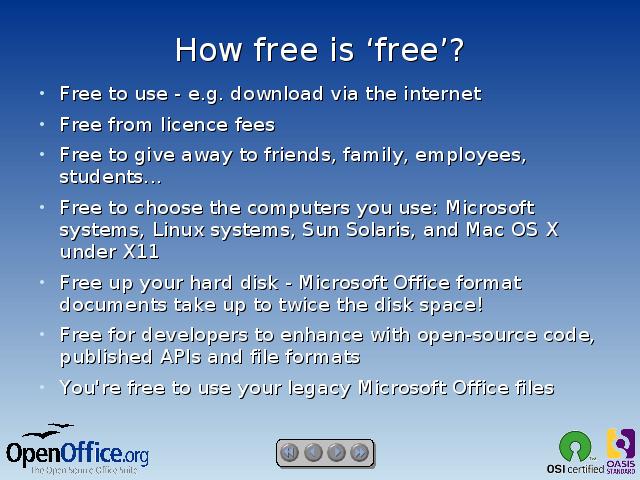 How free is ‘free’?
• Free to use - e.g. download via the internet
• Free from licence fees
• Free to give away to friends, family, employees,
students...
• Free to choose the computers you use: Microsoft
systems, Linux systems, Sun Solaris, and Mac OS X
under X11
• Free up your hard disk - Microsoft Office format
documents take up to twice the disk space!
• Free for developers to enhance with open-source code,
published APIs and file formats
• You're free to use your legacy Microsoft Office files
OpenOffice.org
The Open Source Office Suite
OSI certified
OASIS
STANDARD